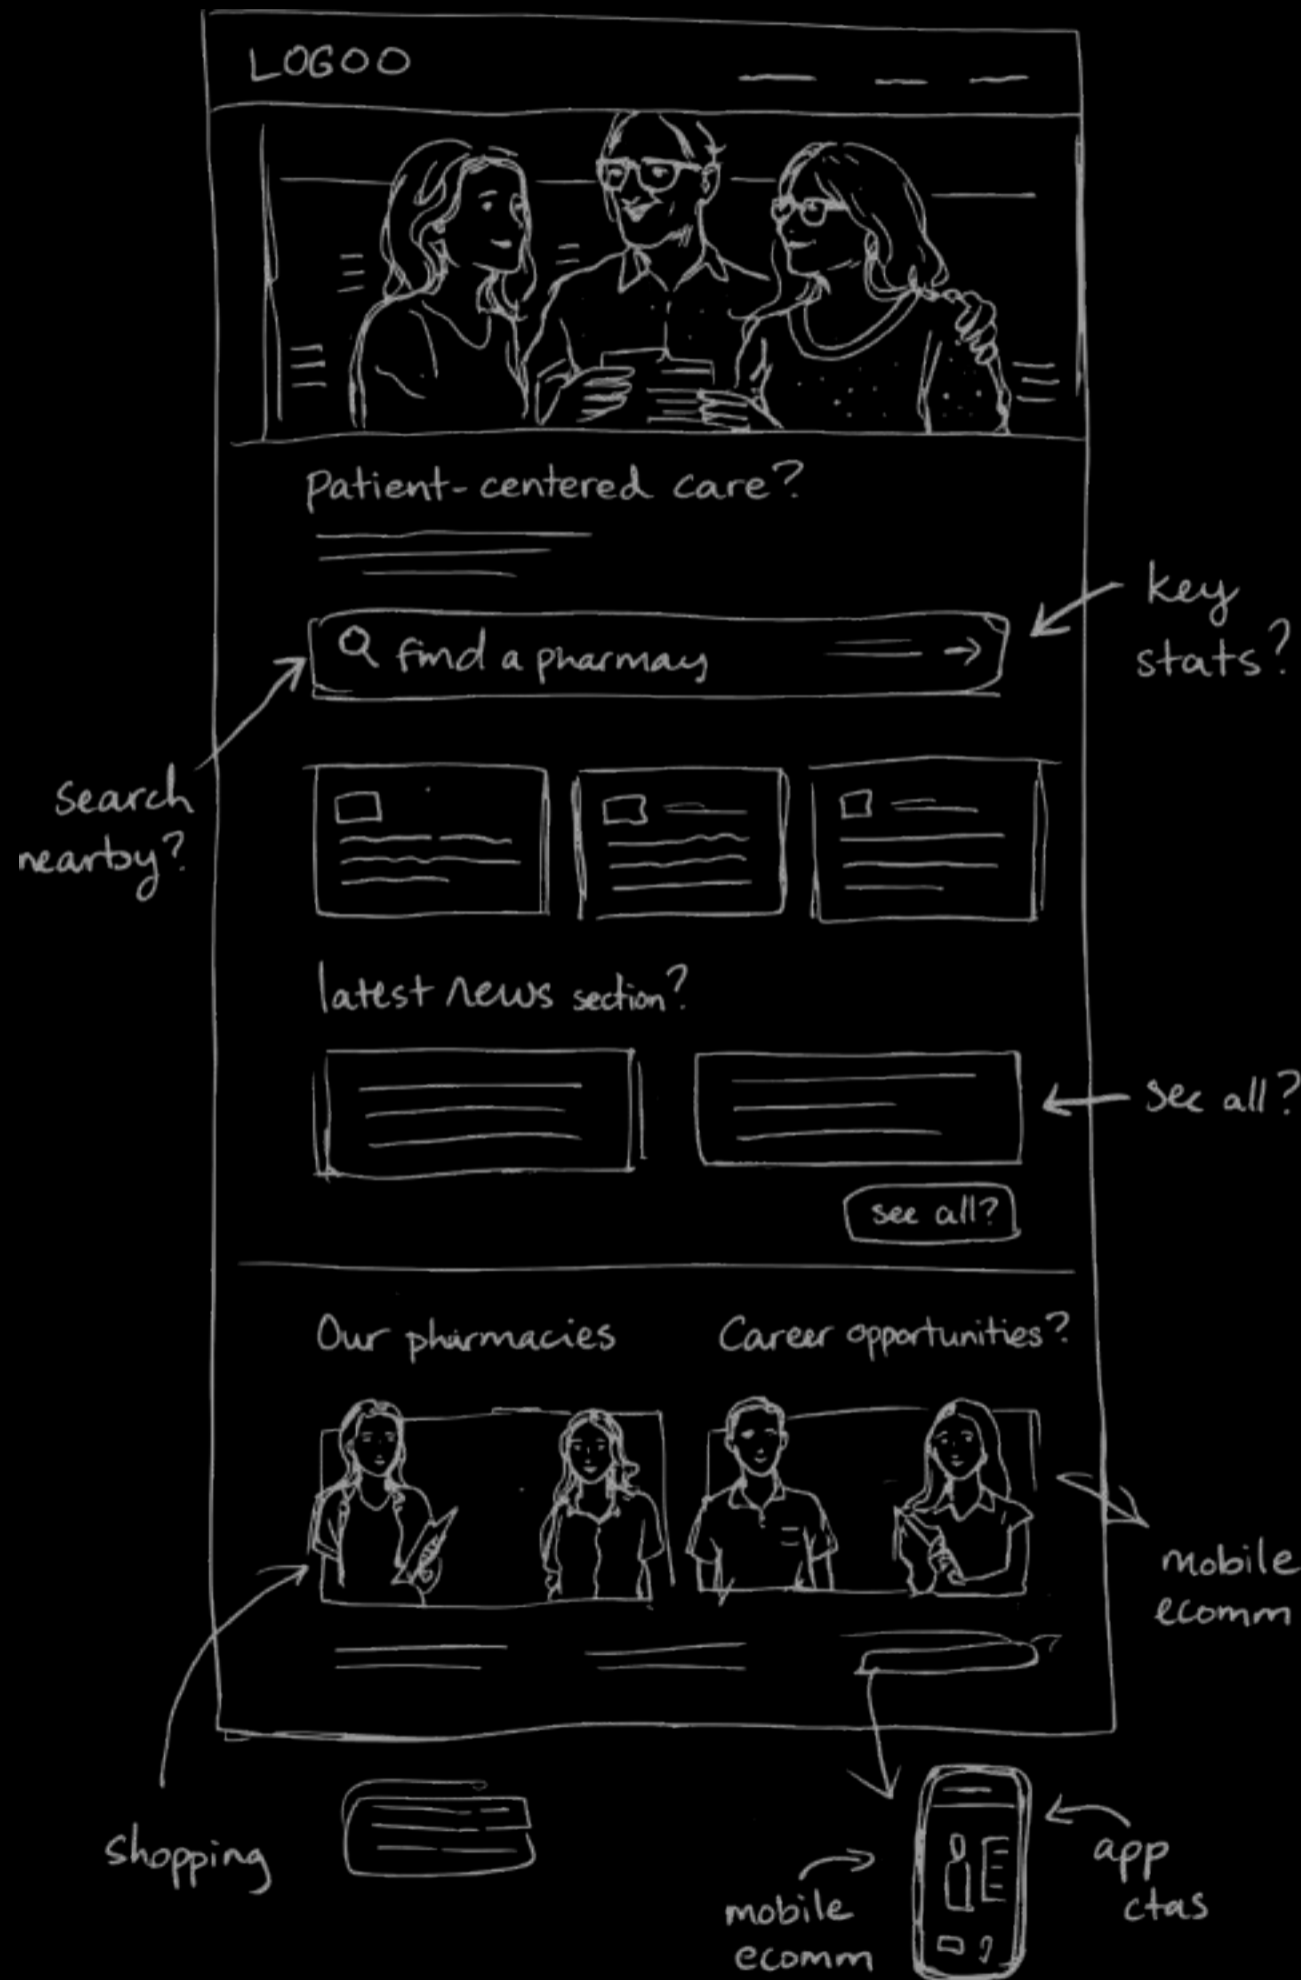 LOGOO
patient-centered care?
key
stats?
find a pharmay
search
nearby?
latest news section?
see all?
see all?
Our pharmacies
Career opportunities?
mobile
ecomm
shopping
app
ctas
mobile
ecomm